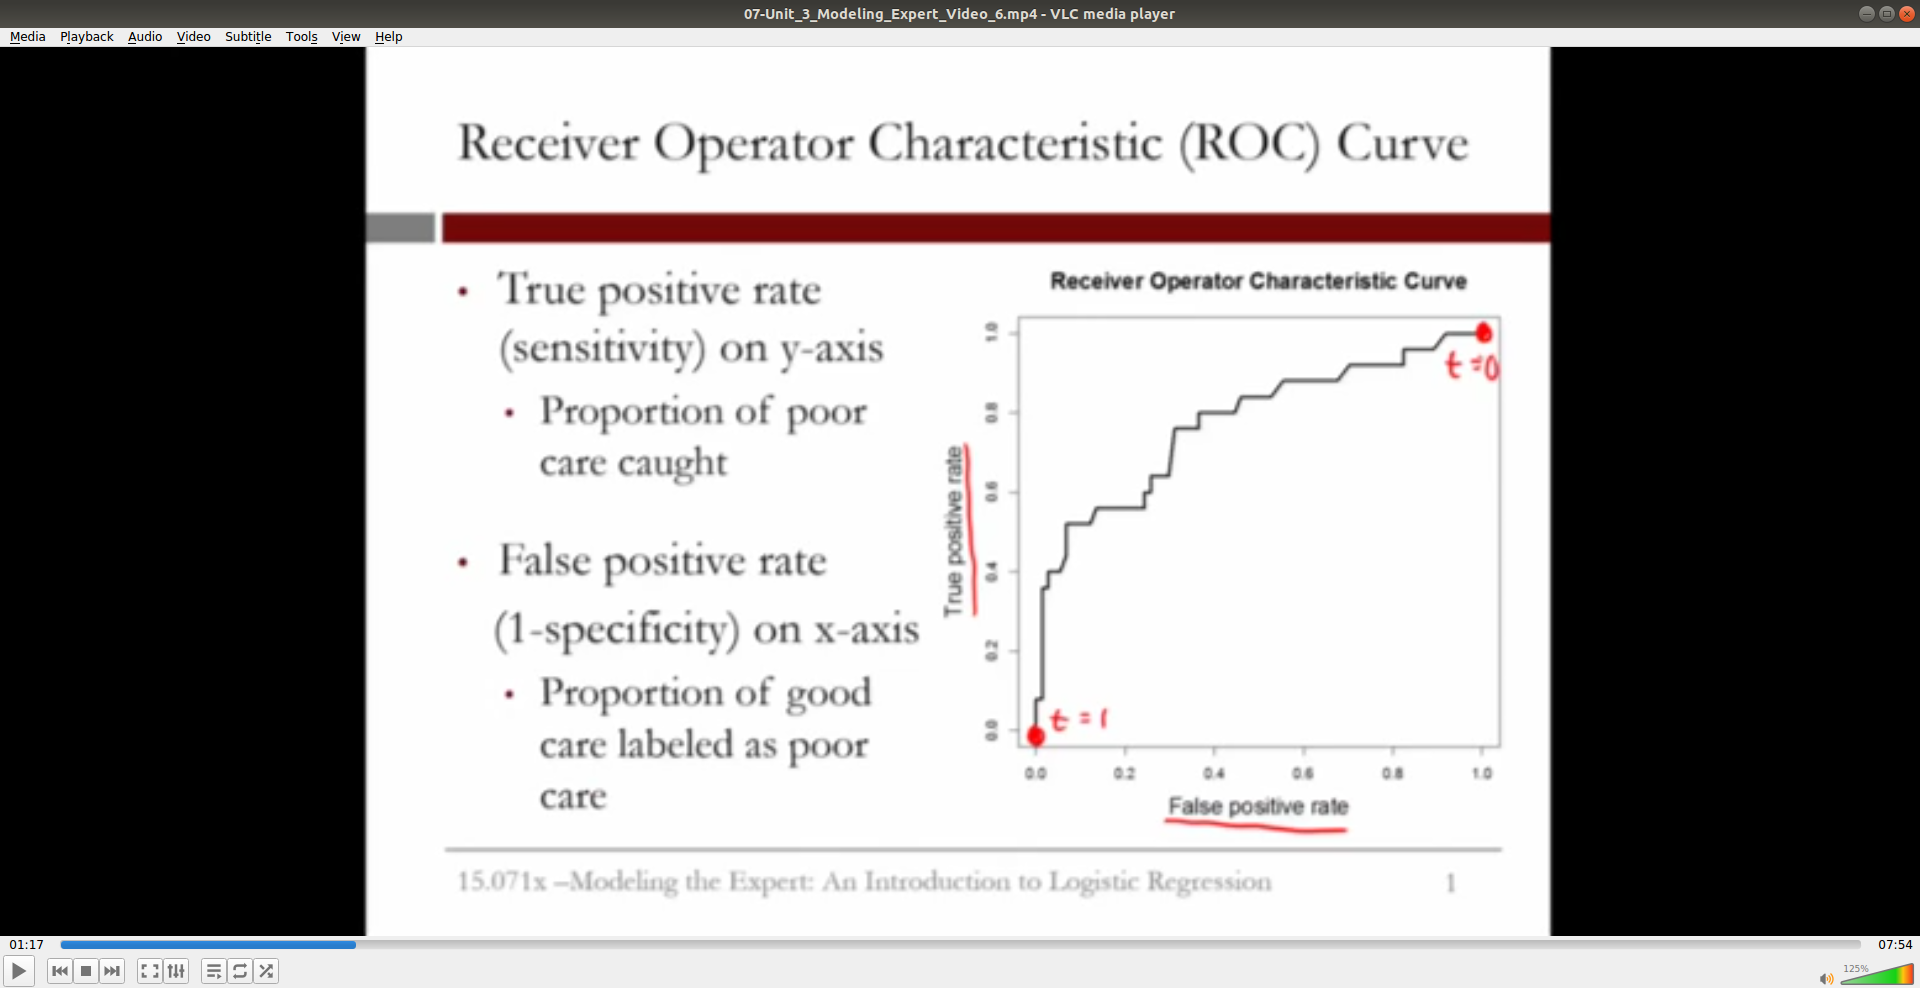 07-Unit_3_Modeling_Expert_Video_6.mp4 - VLC media player
Media Playback Audio Video Subtitle Tools View Help
Receiver Operator Characteristic (ROC) Curve
• True positive rate
(sensitivity) on y-axis
• Proportion of poor
care caught
• False positive rate
(1-specificity) on x-axis
• Proportion of good
care labeled as poor
care
Receiver Operator Characteristic Curve
True positive rate
1.0
0.8
0.6
0.4
0.2
0.0
t=0
t=1
0.0 0.2 0.4 0.6 0.8 1.0
False positive rate
15.071x –Modeling the Expert: An Introduction to Logistic Regression 1
01:17 07:54
125%